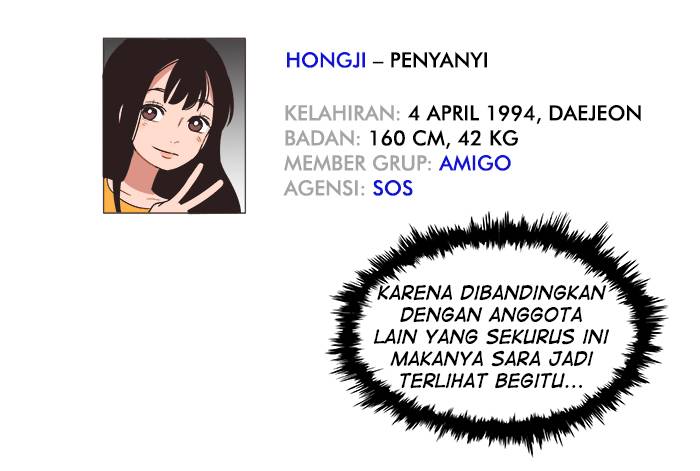 HONGJI – PENYANYI
KELAHIRAN: 4 APRIL 1994, DAEJEON
BADAN: 160 CM, 42 KG
MEMBER GRUP: AMIGO
AGENSI: SOS
KARENA DIBANDINGKAN
DENGAN ANGGOTA
LAIN YANG SEKURUS INI
MAKANYA SARA JADI
TERLIHAT BEGITU...